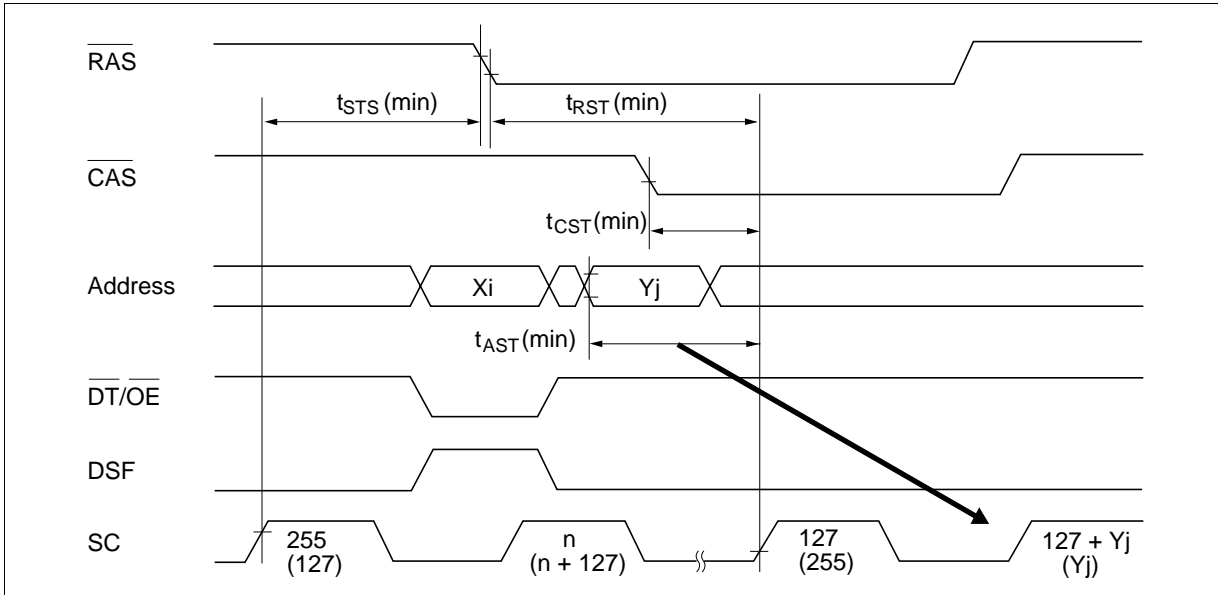 RAS
tSTS (min) tRST (min)
CAS
tCST (min)
Address Xi Yj
tAST (min)
DT/OE
DSF
SC 255 n 127 127 + Yj
(127) (n + 127) (255) (Yj)